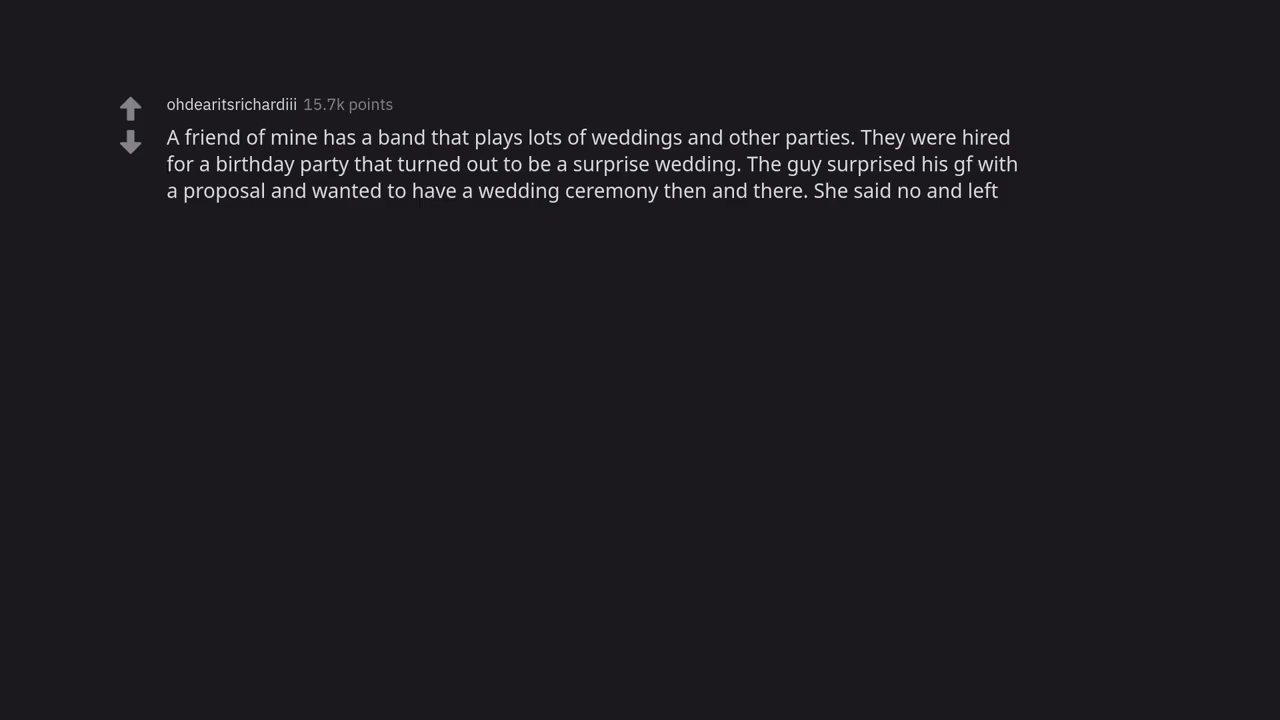 ohdearitsrichardiii 15.7k points
A friend of mine has a band that plays lots of weddings and other parties. They were hired
for a birthday party that turned out to be a surprise wedding. The guy surprised his gf with
a proposal and wanted to have a wedding ceremony then and there. She said no and left